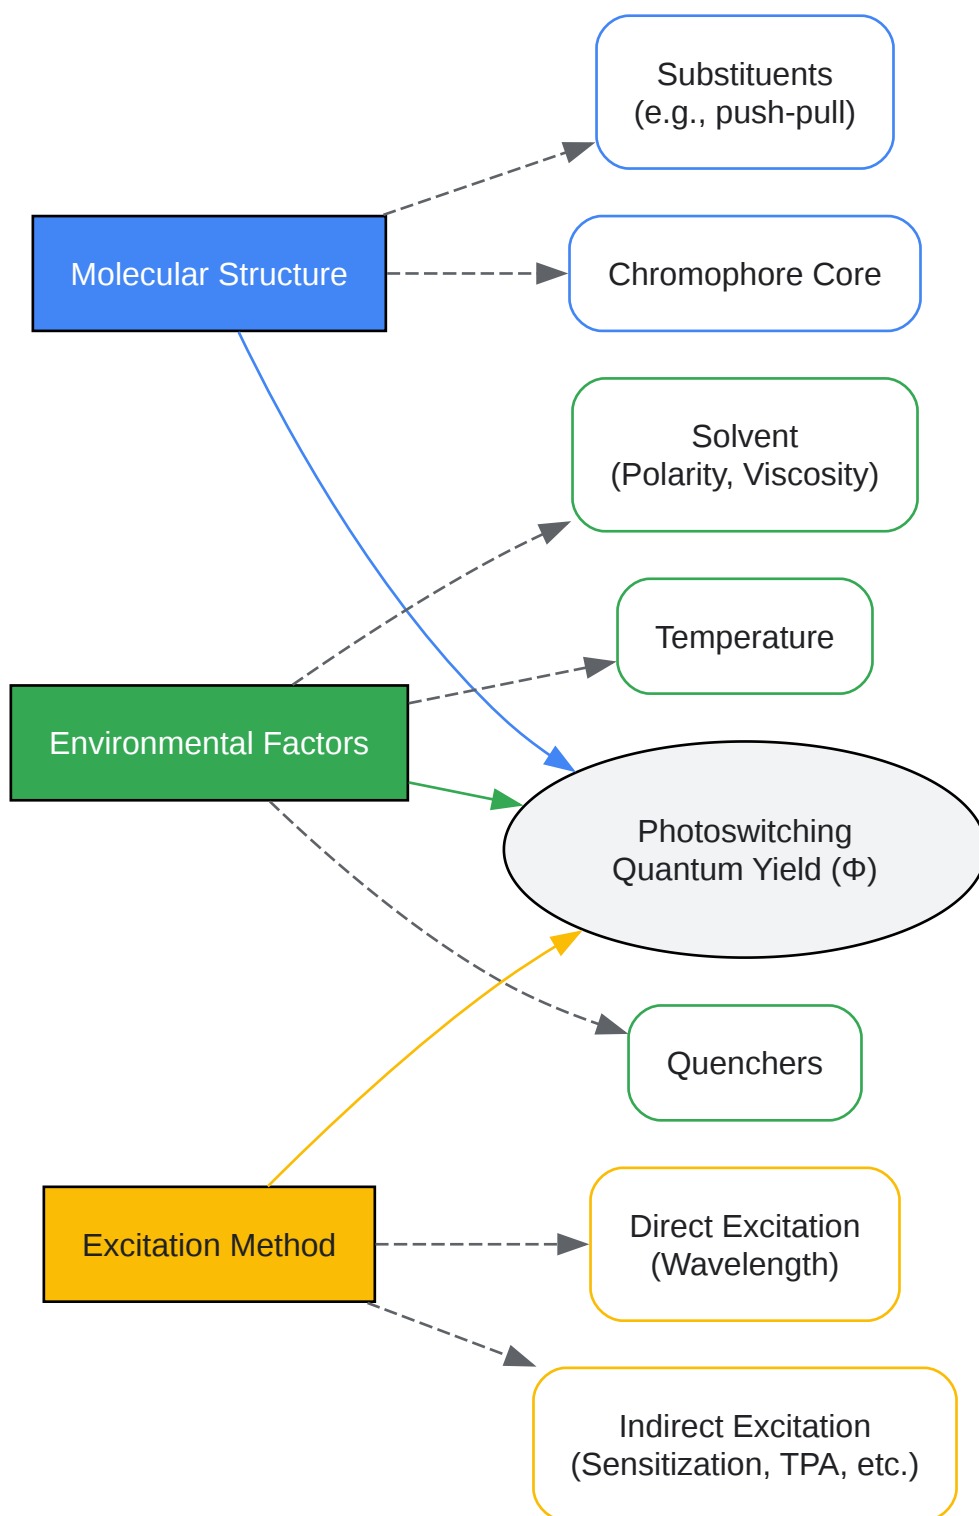 Substituents
(e.g., push-pull)
Molecular Structure
Chromophore Core
Solvent
(Polarity, Viscosity)
Temperature
Environmental Factors
Photoswitching
Quantum Yield (Φ)
Quenchers
Excitation Method
Direct Excitation
(Wavelength)
Indirect Excitation
(Sensitization, TPA, etc.)